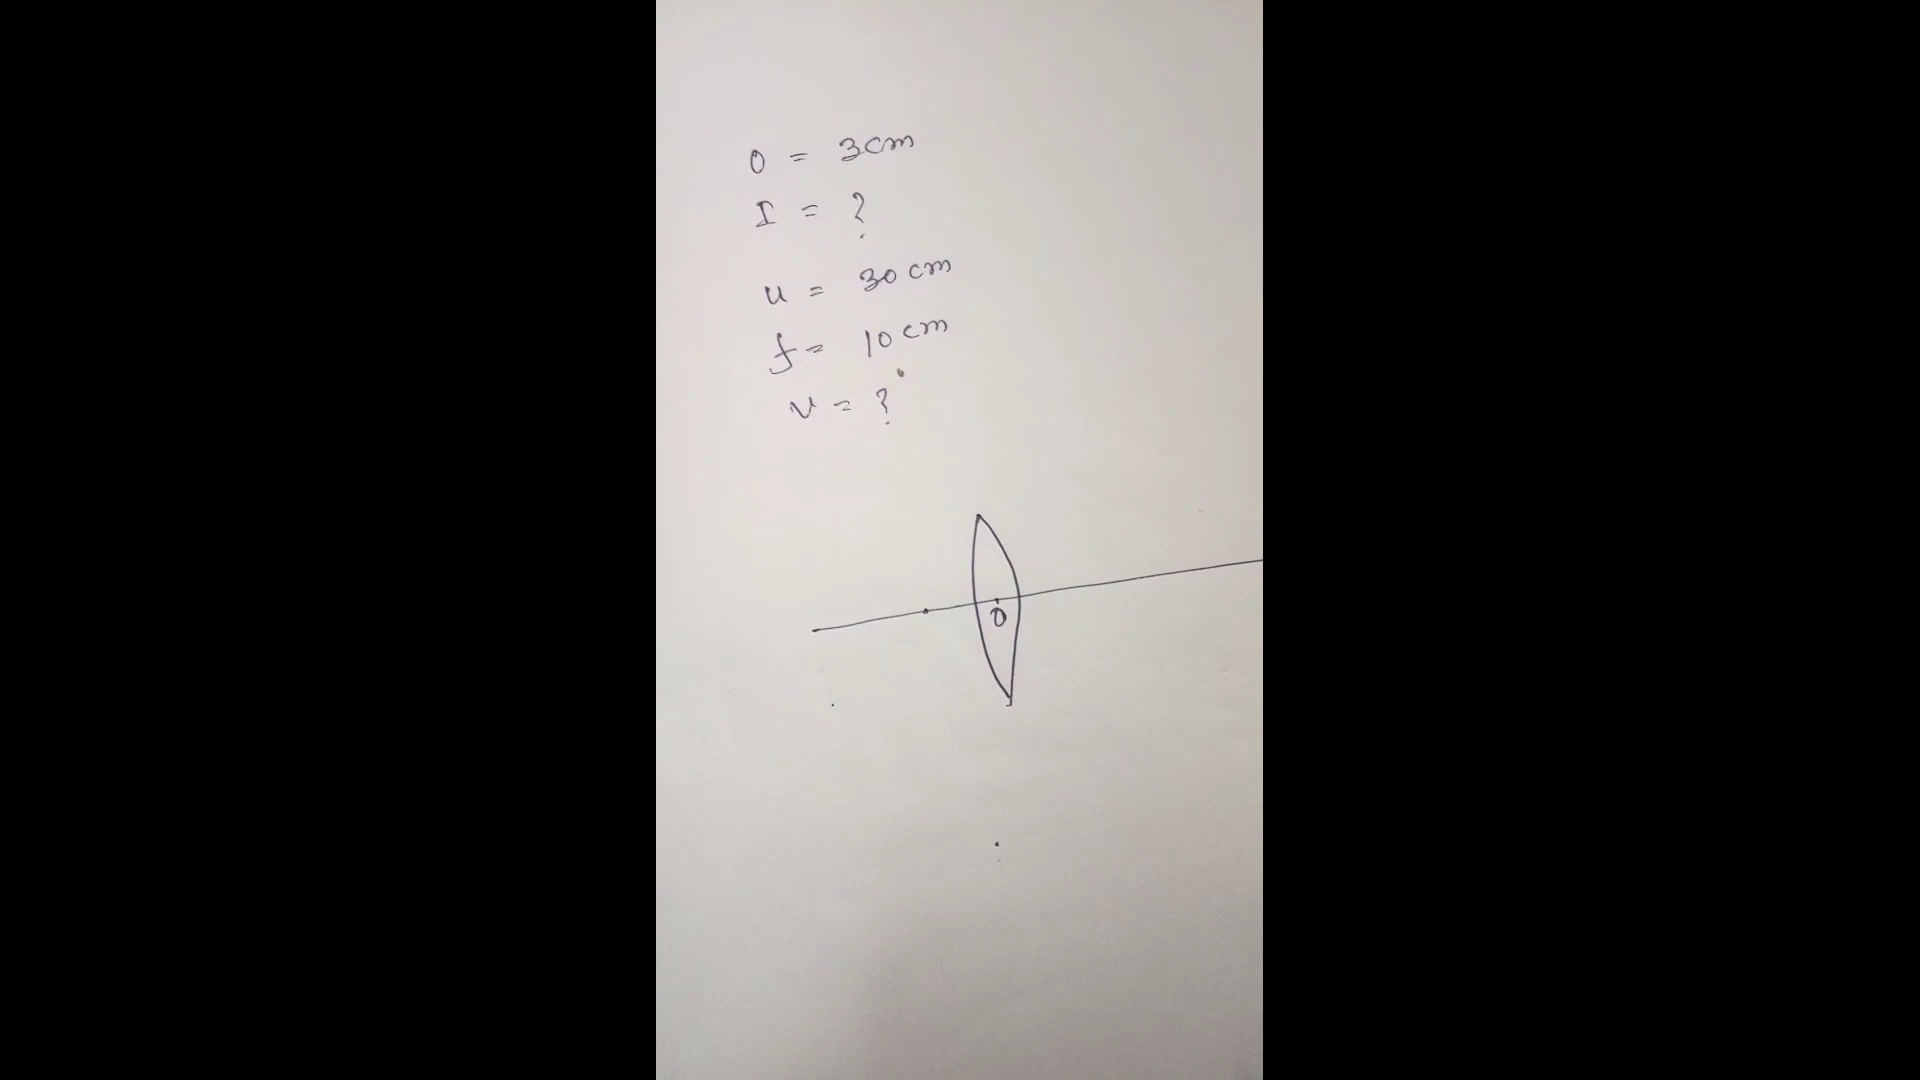 O = 3cm
I = ?
u = 30 cm
f = 10 cm
v = ?
O